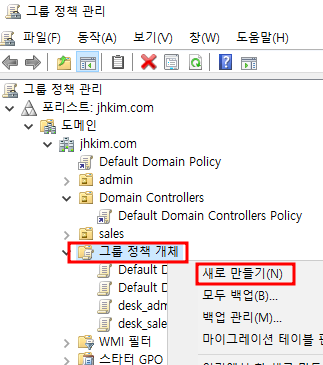 그룹 정책 관리
파일(F) 동작(A) 보기(V) 창(W) 도움말(H)
그룹 정책 관리
포리스트: jhkim.com
도메인
jhkim.com
Default Domain Policy
admin
Domain Controllers
Default Domain Controllers Policy
sales
그룹 정책 개체
Default D
새로 만들기(N)
Default D
모두 백업(B)...
desk_adm
백업 관리(M)...
desk_sale
마이그레이션 테이블 편
WMI 필터
스타터 GPO